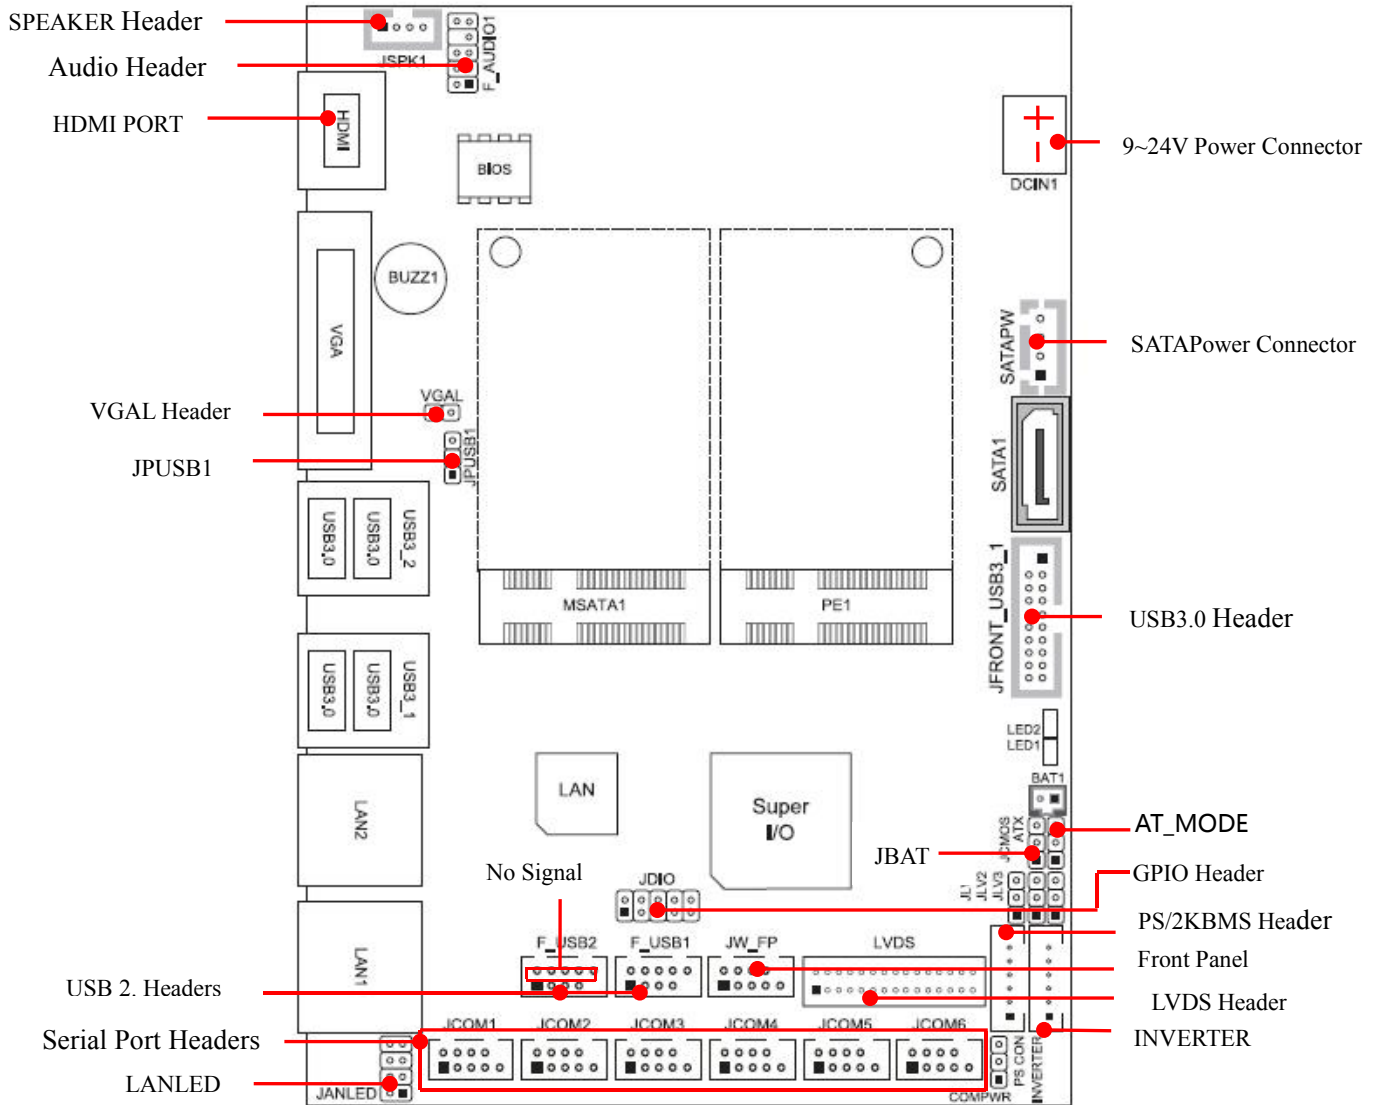 SPEAKER Header
JSPK1
F_AUDIO1
Audio Header
HDMI PORT
HDMI
BIOS
9~24V Power Connector
DCIN1
BUZZ1
VGA
SATAPW
SATAPower Connector
VGAL
VGAL Header
JPUSB1
JPUSB1
SATA1
USB3.0
USB3.0
USB3_2
MSATA1
PE1
JFRONT_USB3_1
USB3.0 Header
USB3.0
USB3.0
USB3_1
LED2
LED1
BAT1
LAN
Super
I/O
LAN2
JCMOS
ATX
AT_MODE
JBAT
No Signal
JDIO
JL1
JLV2
JLV3
GPIO Header
PS/2KBMS Header
F_USB2
F_USB1
JW_FP
LVDS
Front Panel
LAN1
USB 2. Headers
LVDS Header
JCOM1
JCOM2
JCOM3
JCOM4
JCOM5
JCOM6
INVERTER
Serial Port Headers
LANLED
JANLED
COMPWR
PS CON
INVERTER